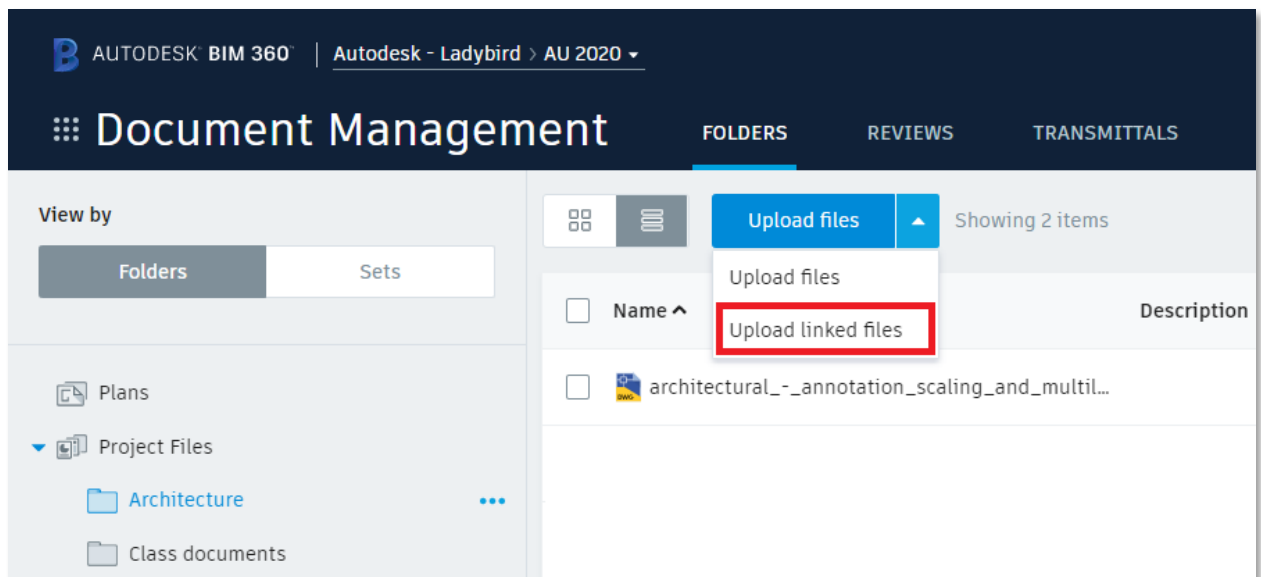 AUTODESK® BIM 360™ | Autodesk - Ladybird > AU 2020
Document Management FOLDERS REVIEWS TRANSMITTALS
View by
Folders Sets
Upload files Showing 2 items
Upload files
Upload linked files
Name Description
architectural_-_annotation_scaling_and_multil...
Plans
Project Files
Architecture
Class documents